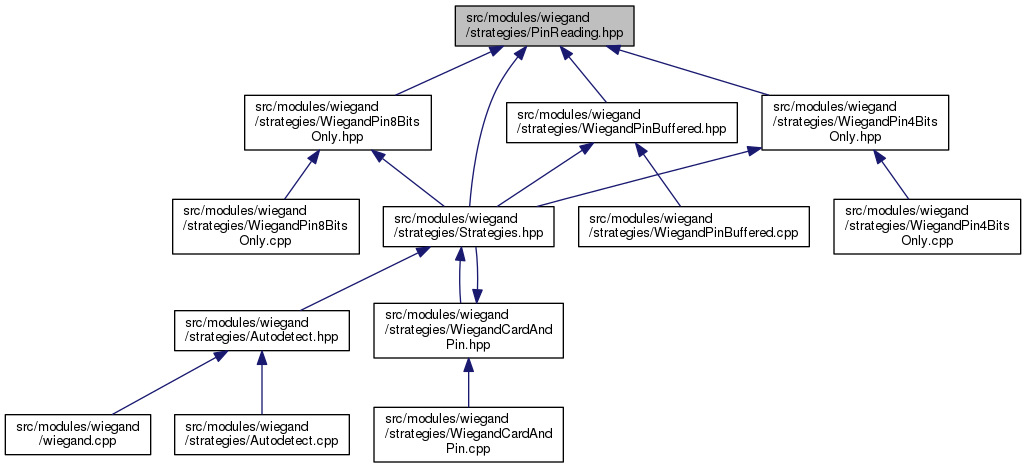 src/modules/wiegand
/strategies/PinReading.hpp
src/modules/wiegand
/strategies/WiegandPin8Bits
Only.hpp
src/modules/wiegand
/strategies/WiegandPinBuffered.hpp
src/modules/wiegand
/strategies/WiegandPin4Bits
Only.hpp
src/modules/wiegand
/strategies/WiegandPin8Bits
Only.cpp
src/modules/wiegand
/strategies/Strategies.hpp
src/modules/wiegand
/strategies/WiegandPinBuffered.cpp
src/modules/wiegand
/strategies/WiegandPin4Bits
Only.cpp
src/modules/wiegand
/strategies/Autodetect.hpp
src/modules/wiegand
/strategies/WiegandCardAnd
Pin.hpp
src/modules/wiegand
/wiegand.cpp
src/modules/wiegand
/strategies/Autodetect.cpp
src/modules/wiegand
/strategies/WiegandCardAnd
Pin.cpp